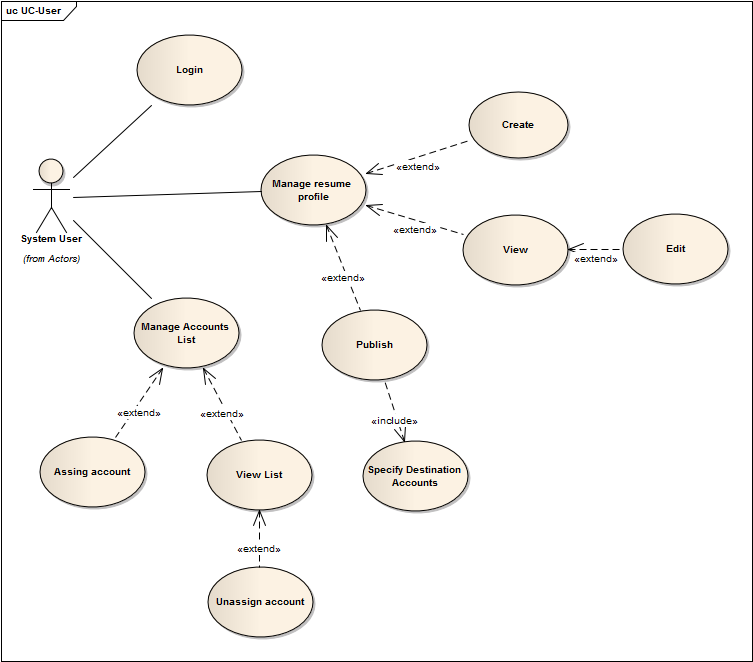 uc UC-User
Login
Create
«extend»
Manage resume
profile
«extend»
View
Edit
«extend»
System User
(from Actors)
«extend»
Manage Accounts
List
Publish
«extend»
«extend»
«include»
Assing account
View List
Specify Destination
Accounts
«extend»
Unassign account